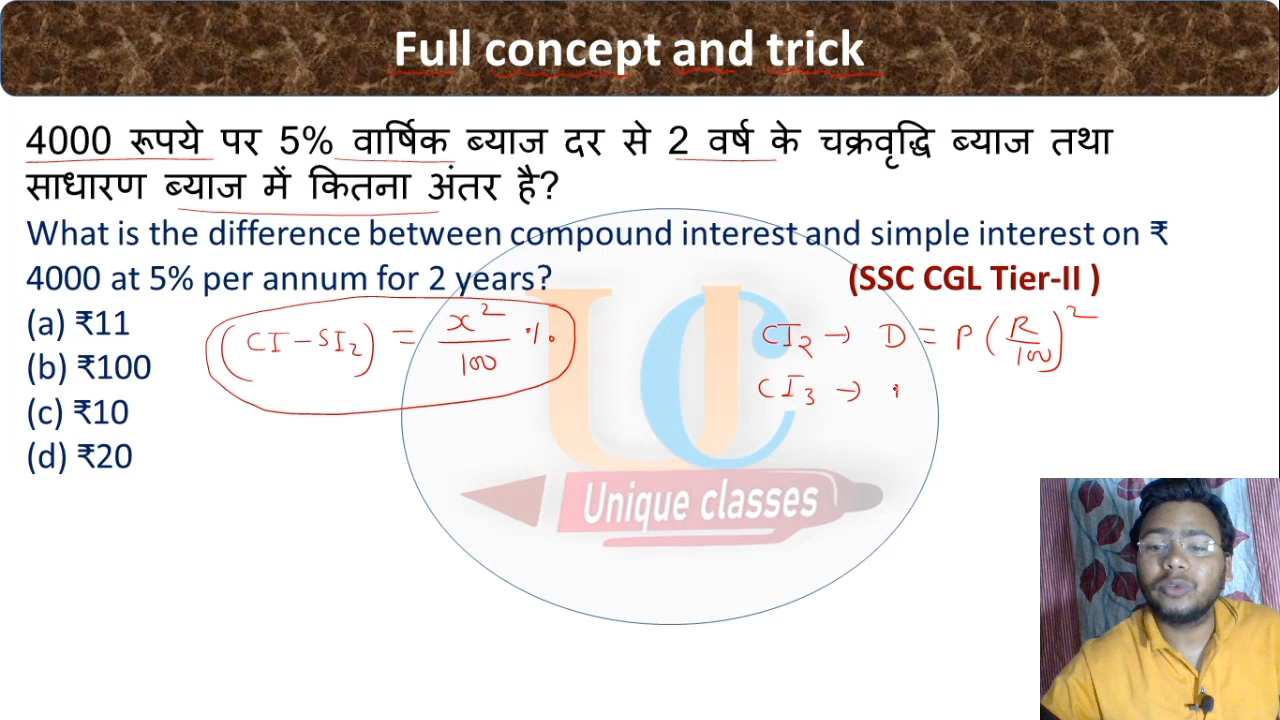 Full concept and trick
4000 रूपये पर 5% वार्षिक ब्याज दर से 2 वर्ष के चक्रवृद्धि ब्याज तथा
साधारण ब्याज में कितना अंतर है?
What is the difference between compound interest and simple interest on ₹
4000 at 5% per annum for 2 years?
(SSC CGL Tier-II )
(a) ₹11
(b) ₹100
(c) ₹10
(d) ₹20
(CI - SI₂) = x²/100 %
CI₂ → D = P (R/100)²
CI₃ →
UC
Unique classes